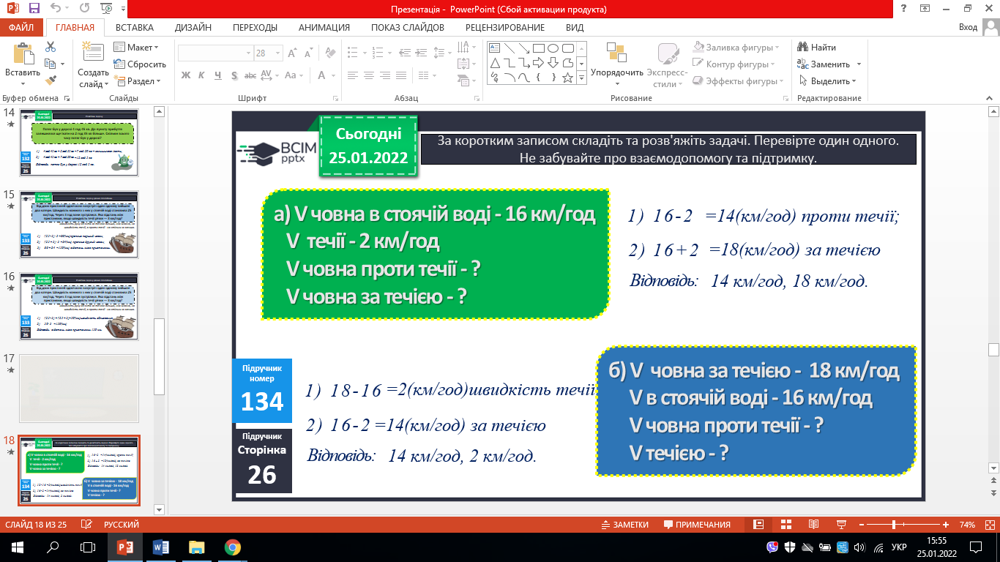 Презентація - PowerPoint (Сбой активации продукта)
ФАЙЛ ГЛАВНАЯ ВСТАВКА ДИЗАЙН ПЕРЕХОДЫ АНИМАЦИЯ ПОКАЗ СЛАЙДОВ РЕЦЕНЗИРОВАНИЕ ВИД Вход
Вставить
Создать слайд
Макет
Сбросить
Раздел
28
Ж К Ч S abc AV Aa А
Упорядочить
Экспресс-стили
Заливка фигуры
Контур фигуры
Эффекты фигуры
Найти
Заменить
Выделить
Буфер обмена Слайды Шрифт Абзац Рисование Редактирование
14
15
16
17
18
Сьогодні
25.01.2022
BCIM
pptx
За коротким записом складіть та розв'яжіть задачі. Перевірте один одного.
Не забувайте про взаємодопомогу та підтримку.
а) V човна в стоячій воді - 16 км/год
V течії - 2 км/год
V човна проти течії - ?
V човна за течією - ?
1) 16-2 =14(км/год) проти течії;
2) 16+2 =18(км/год) за течією
Відповідь: 14 км/год, 18 км/год.
Підручник
номер
134
Підручник
Сторінка
26
1) 18-16 =2(км/год)швидкість течії
2) 16-2 =14(км/год) за течією
Відповідь: 14 км/год, 2 км/год.
б) V човна за течією - 18 км/год
V в стоячій воді - 16 км/год
V човна проти течії - ?
V течією - ?
СЛАЙД 18 ИЗ 25 РУССКИЙ ЗАМЕТКИ ПРИМЕЧАНИЯ 74%
УКР
15:55
25.01.2022